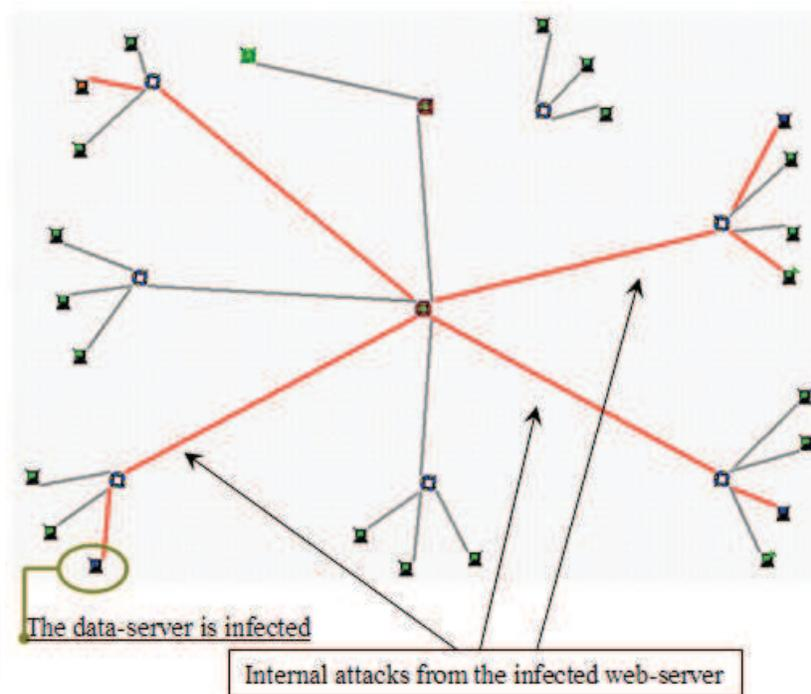 The data-server is infected
Internal attacks from the infected web-server